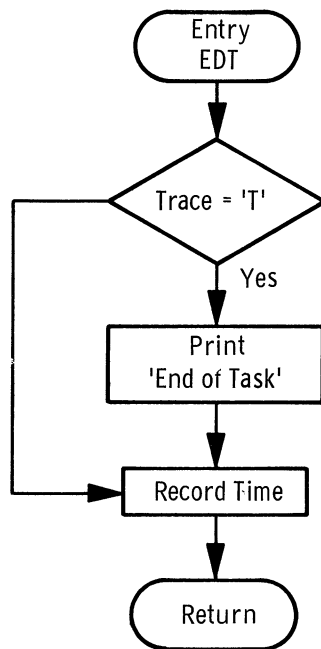 Entry
EDT
Trace = 'T'
Yes
Print
'End of Task'
Record Time
Return